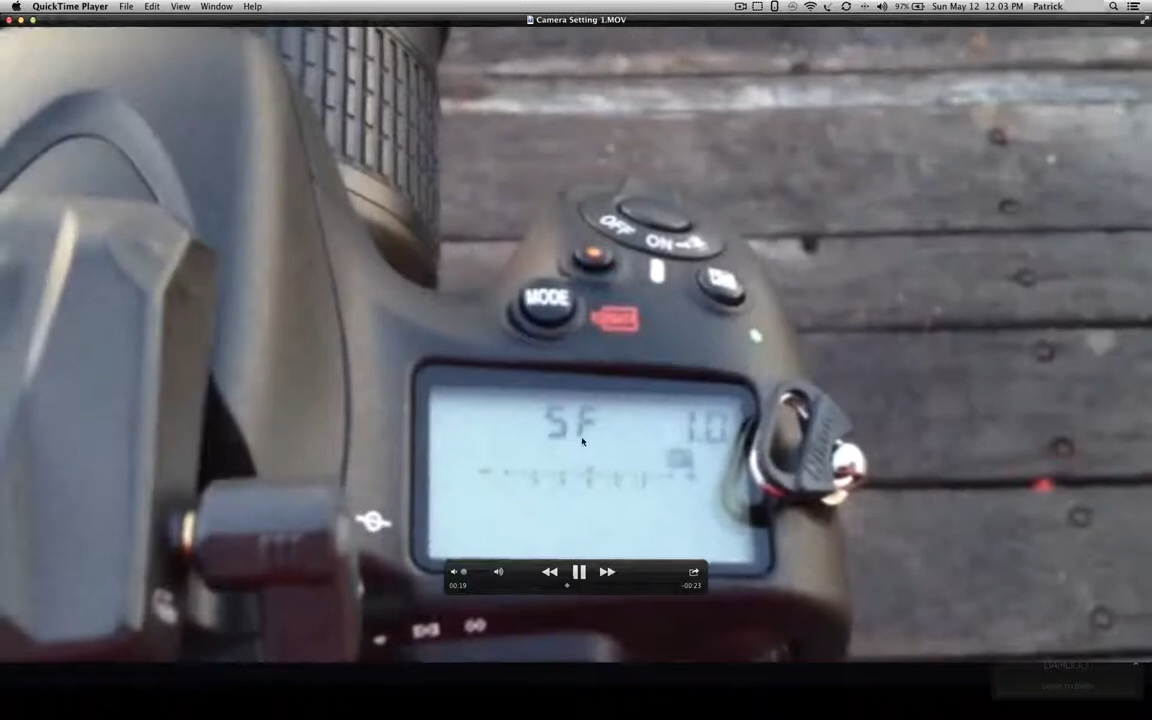 QuickTime Player File Edit View Window Help 97% Sun May 12 12:03 PM Patrick
Camera Setting 1.MOV
OFF ON
MODE
5F 1.0
00:19 -00:23